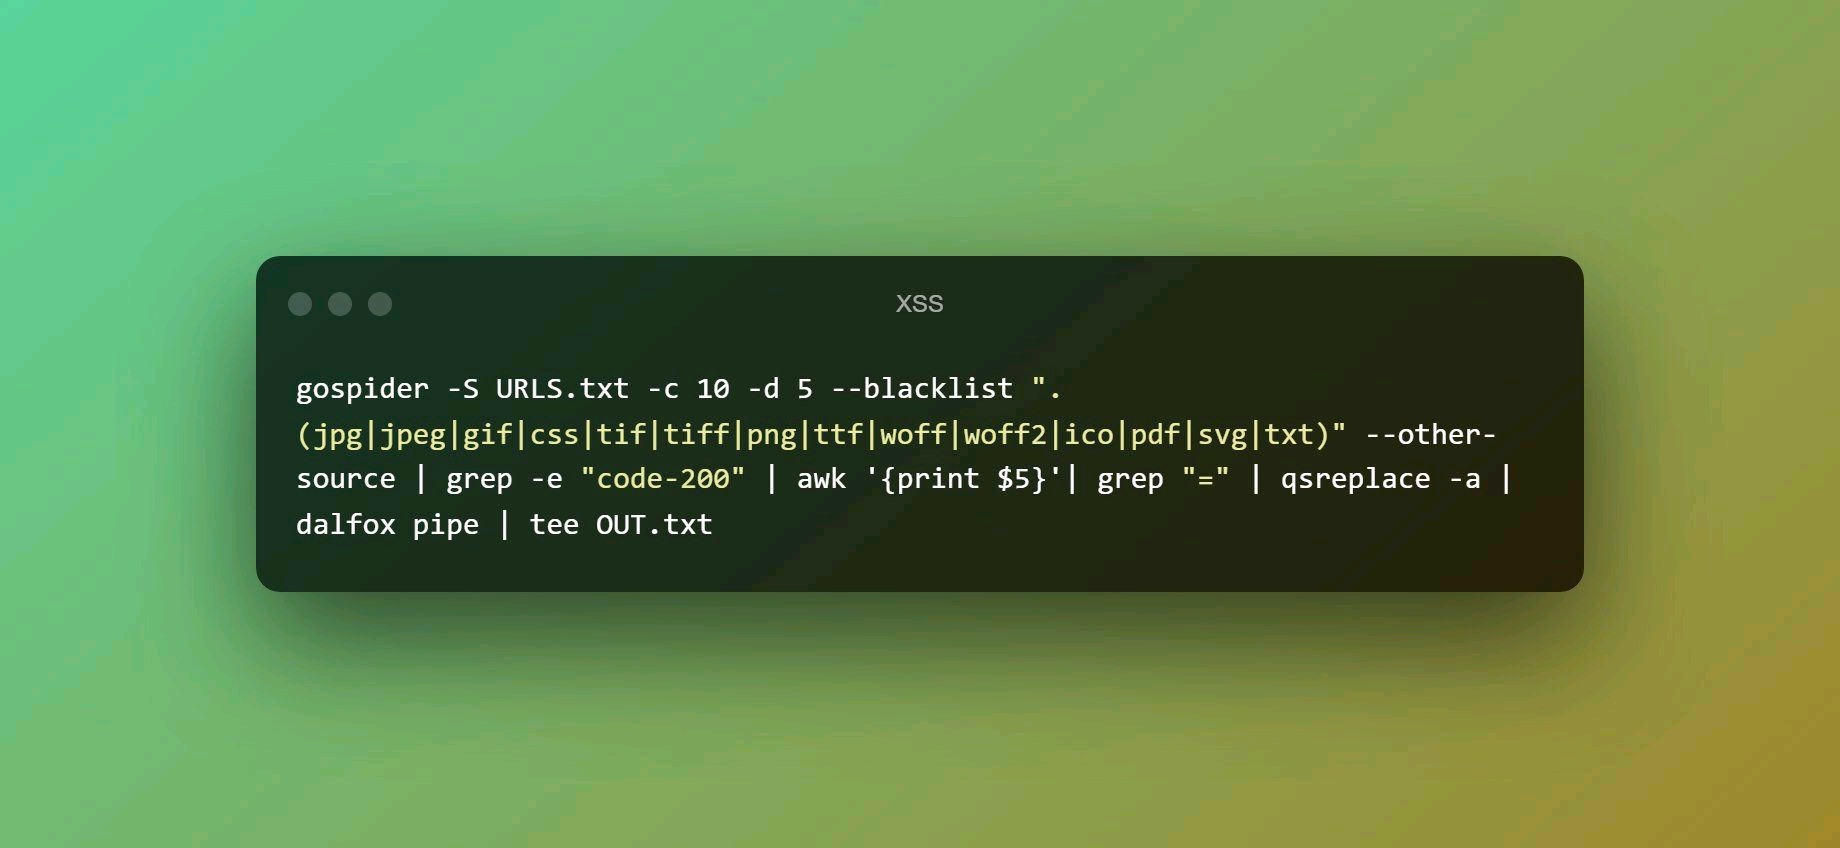 XSS
gospider -S URLS.txt -c 10 -d 5 --blacklist ".
(jpg|jpeg|gif|css|tif|tiff|png|ttf|woff|woff2|ico|pdf|svg|txt)" --other-
source | grep -e "code-200" | awk '{print $5}'| grep "=" | qsreplace -a |
dalfox pipe | tee OUT.txt